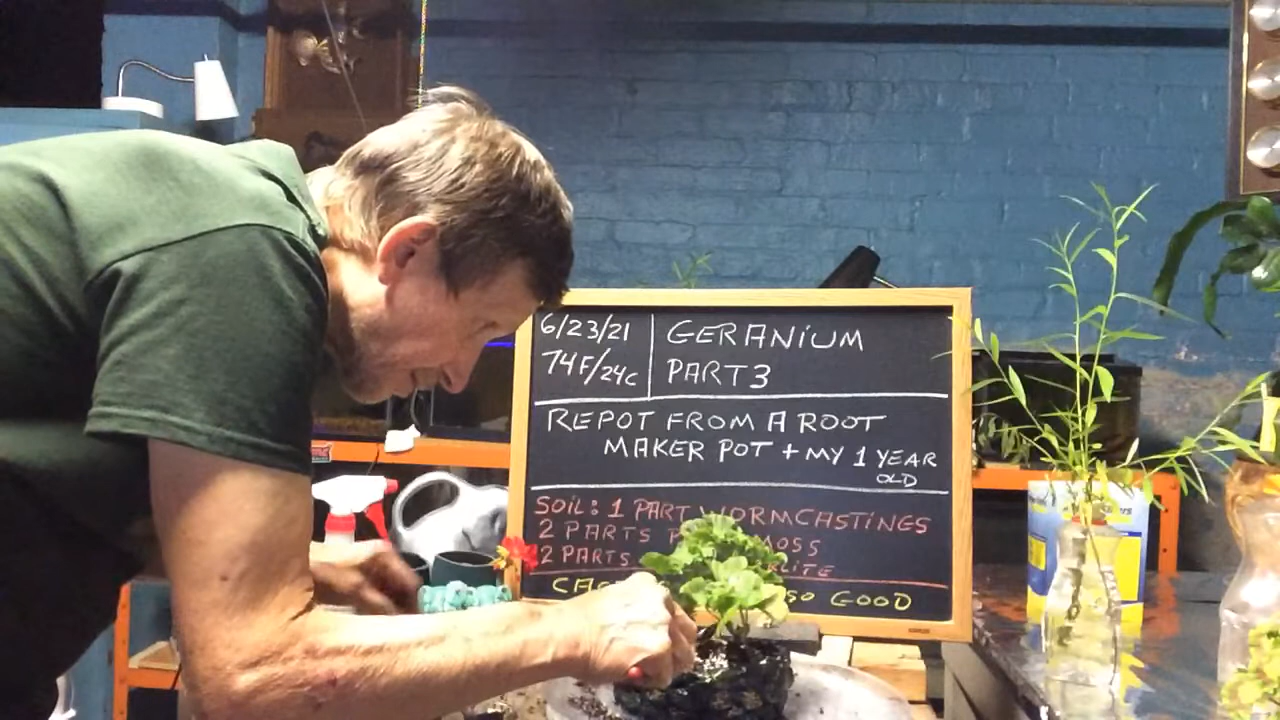 6/23/21
74F/24C
GERANIUM
PART 3
REPOT FROM A ROOT
MAKER POT + MY 1 YEAR
OLD
SOIL: 1 PART WORMCASTINGS
2 PARTS MOSS
2 PARTS
SO GOOD